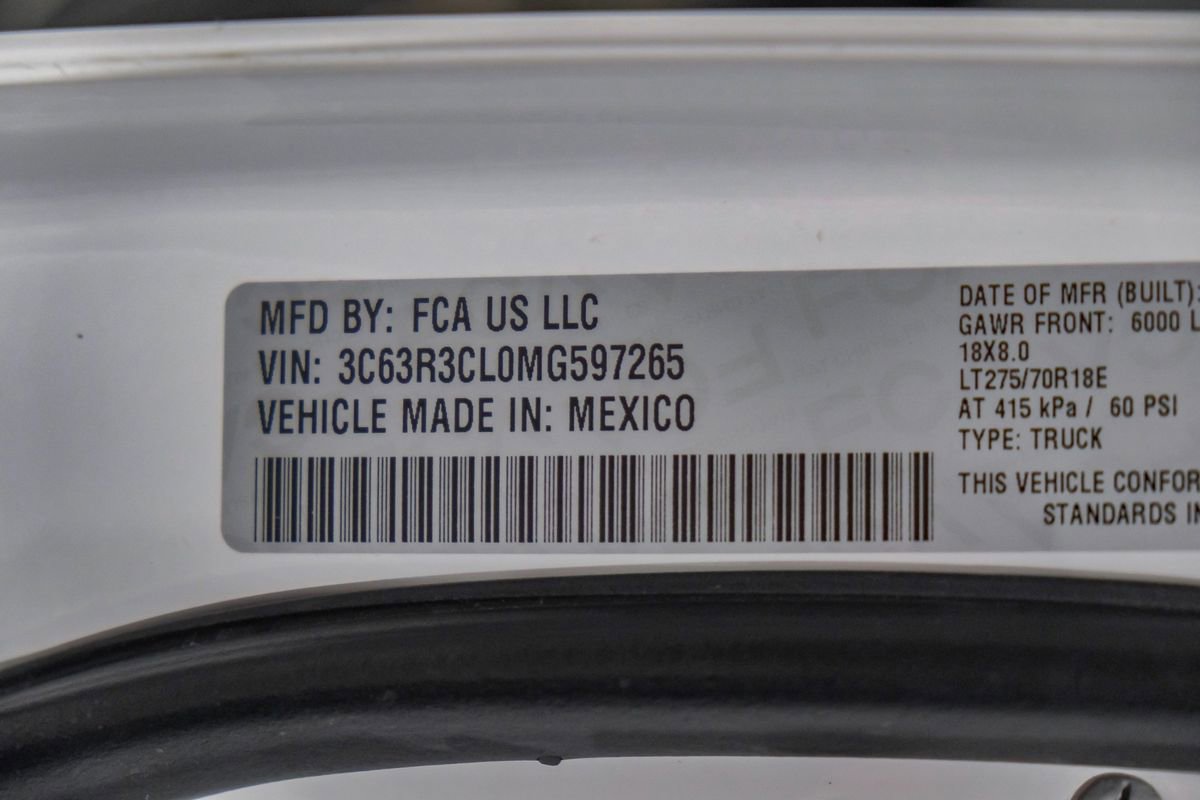 MFD BY: FCA US LLC
VIN: 3C63R3CL0MG597265
VEHICLE MADE IN: MEXICO
DATE OF MFR (BUILT):
GAWR FRONT: 6000 L
18X8.0
LT275/70R18E
AT 415 kPa / 60 PSI
TYPE: TRUCK
THIS VEHICLE CONFOR
STANDARDS IN